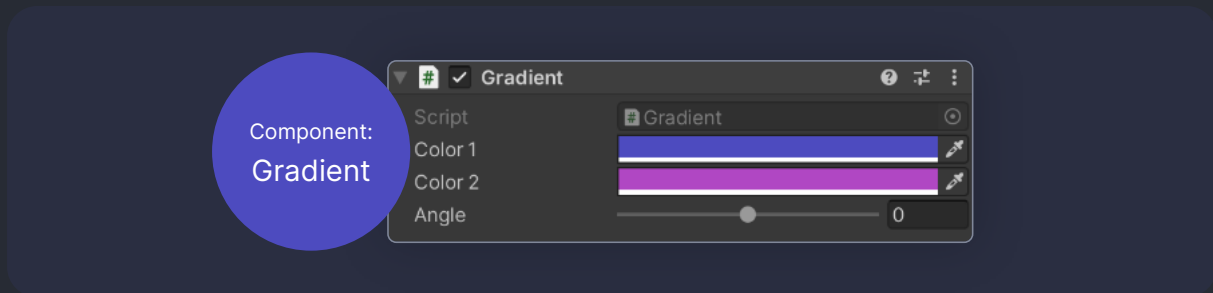 Component:
Gradient
# Gradient ?
Script # Gradient
Color 1
Color 2
Angle 0